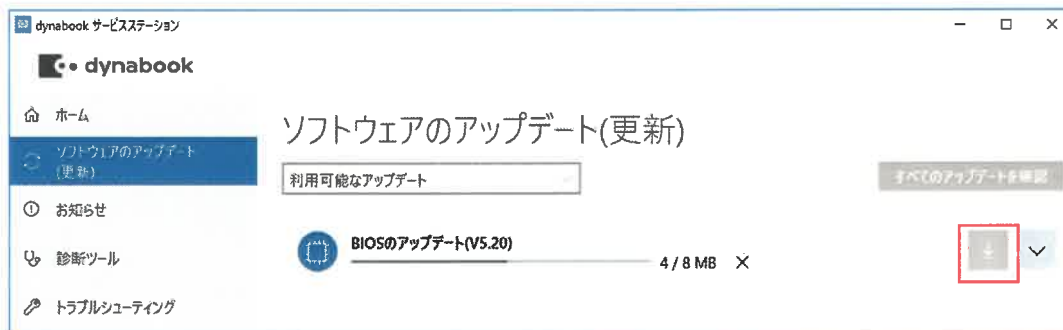 dynabook サービスステーション
dynabook
ホーム
ソフトウェアのアップデート
(更新)
お知らせ
診断ツール
トラブルシューティング
ソフトウェアのアップデート(更新)
利用可能なアップデート
すべてのアップデートを確認
BIOSのアップデート(V5.20)
4 / 8 MB